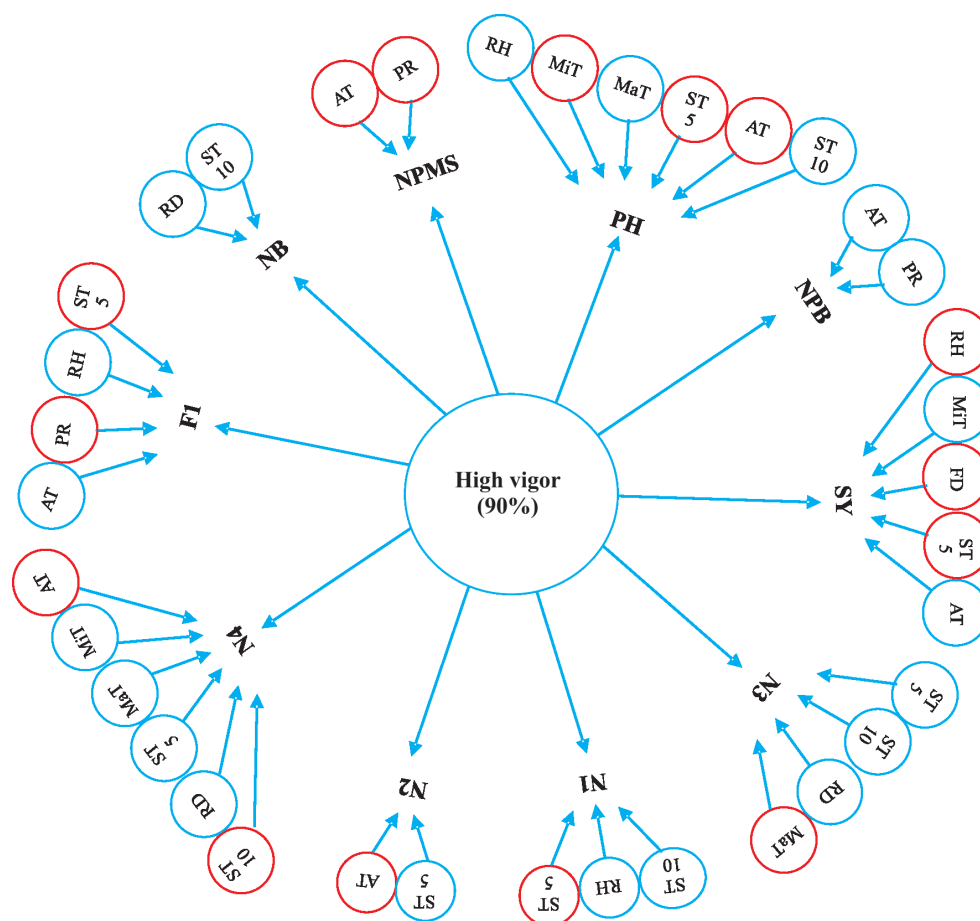 RH
MiT
MaT
ST
5
AT
ST
10
PH
AT
PR
NPMS
ST
10
RD
NB
AT
PR
NPB
ST
5
RH
PR
AT
F1
High vigor
(90%)
RH
MiT
FD
ST
5
AT
SY
AT
MiT
MaT
ST
5
RD
ST
10
N4
AT
ST
5
N2
ST
5
RH
ST
10
N1
MaT
RD
ST
10
ST
5
N3